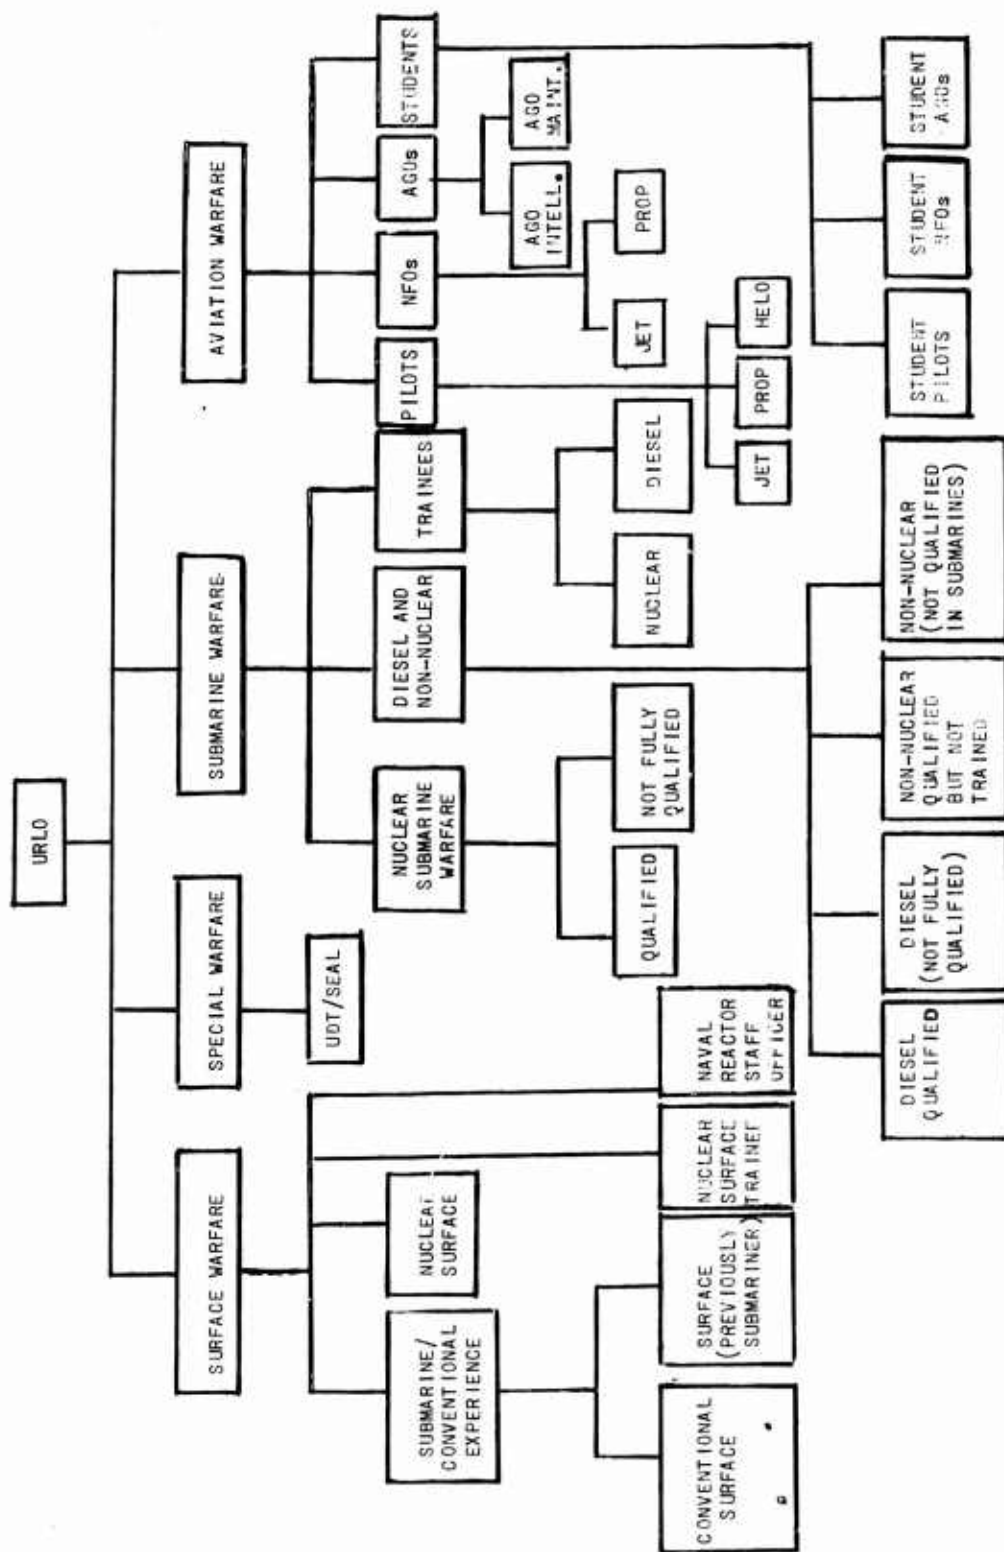 URLO
SURFACE WARFARE
SPECIAL WARFARE
SUBMARINE WARFARE
AVIATION WARFARE
SUBMARINE/
CONVENTIONAL
EXPERIENCE
NUCLEAR
SURFACE
UDT/SEAL
NUCLEAR
SUBMARINE
WARFARE
DIESEL AND
NON-NUCLEAR
TRAINEES
PILOTS
NFOs
AGOs
STUDENTS
AGO
INTELL.
AGO
MAINT.
QUALIFIED
NOT FULLY
QUALIFIED
NUCLEAR
DIESEL
JET
PROP
CONVENTIONAL
SURFACE
SURFACE
(PREVIOUSLY
SUBMARINER)
NUCLEAR
SURFACE
TRAINEE
NAVAL
REACTOR
STAFF
OFFICER
JET
PROP
HELO
DIESEL
QUALIFIED
DIESEL
(NOT FULLY
QUALIFIED)
NON-NUCLEAR
QUALIFIED
BUT NOT
TRAINED
NON-NUCLEAR
(NOT QUALIFIED
IN SUBMARINES)
STUDENT
PILOTS
STUDENT
NFOs
STUDENT
AGOs